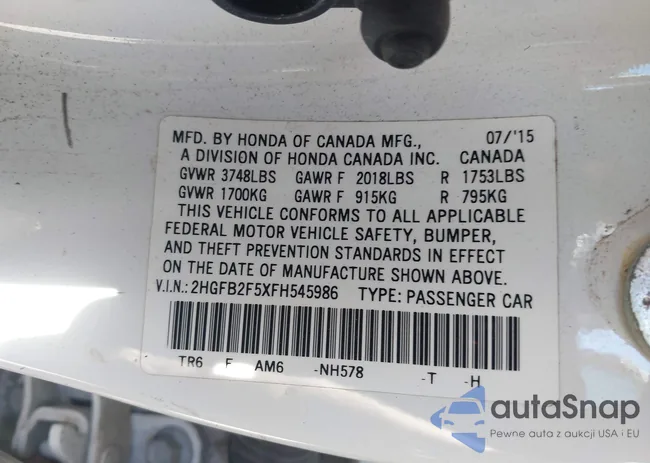 MFD. BY HONDA OF CANADA MFG., 07/'15
A DIVISION OF HONDA CANADA INC. CANADA
GVWR 3748LBS GAWR F 2018LBS R 1753LBS
GVWR 1700KG GAWR F 915KG R 795KG
THIS VEHICLE CONFORMS TO ALL APPLICABLE
FEDERAL MOTOR VEHICLE SAFETY, BUMPER,
AND THEFT PREVENTION STANDARDS IN EFFECT
ON THE DATE OF MANUFACTURE SHOWN ABOVE.
V.I.N.: 2HGFB2F5XFH545986 TYPE: PASSENGER CAR
TR6 F AM6 -NH578 -T -H
autaSnap
Pewne auta z aukcji USA i EU